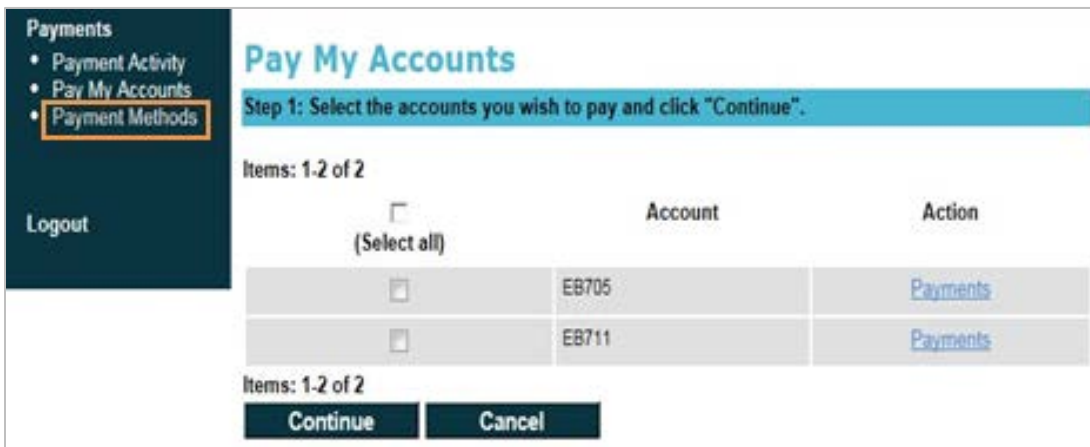 Payments
• Payment Activity
• Pay My Accounts
• Payment Methods
Logout
Pay My Accounts
Step 1: Select the accounts you wish to pay and click "Continue".
Items: 1-2 of 2
(Select all) Account Action
EB705 Payments
EB711 Payments
Items: 1-2 of 2
Continue Cancel